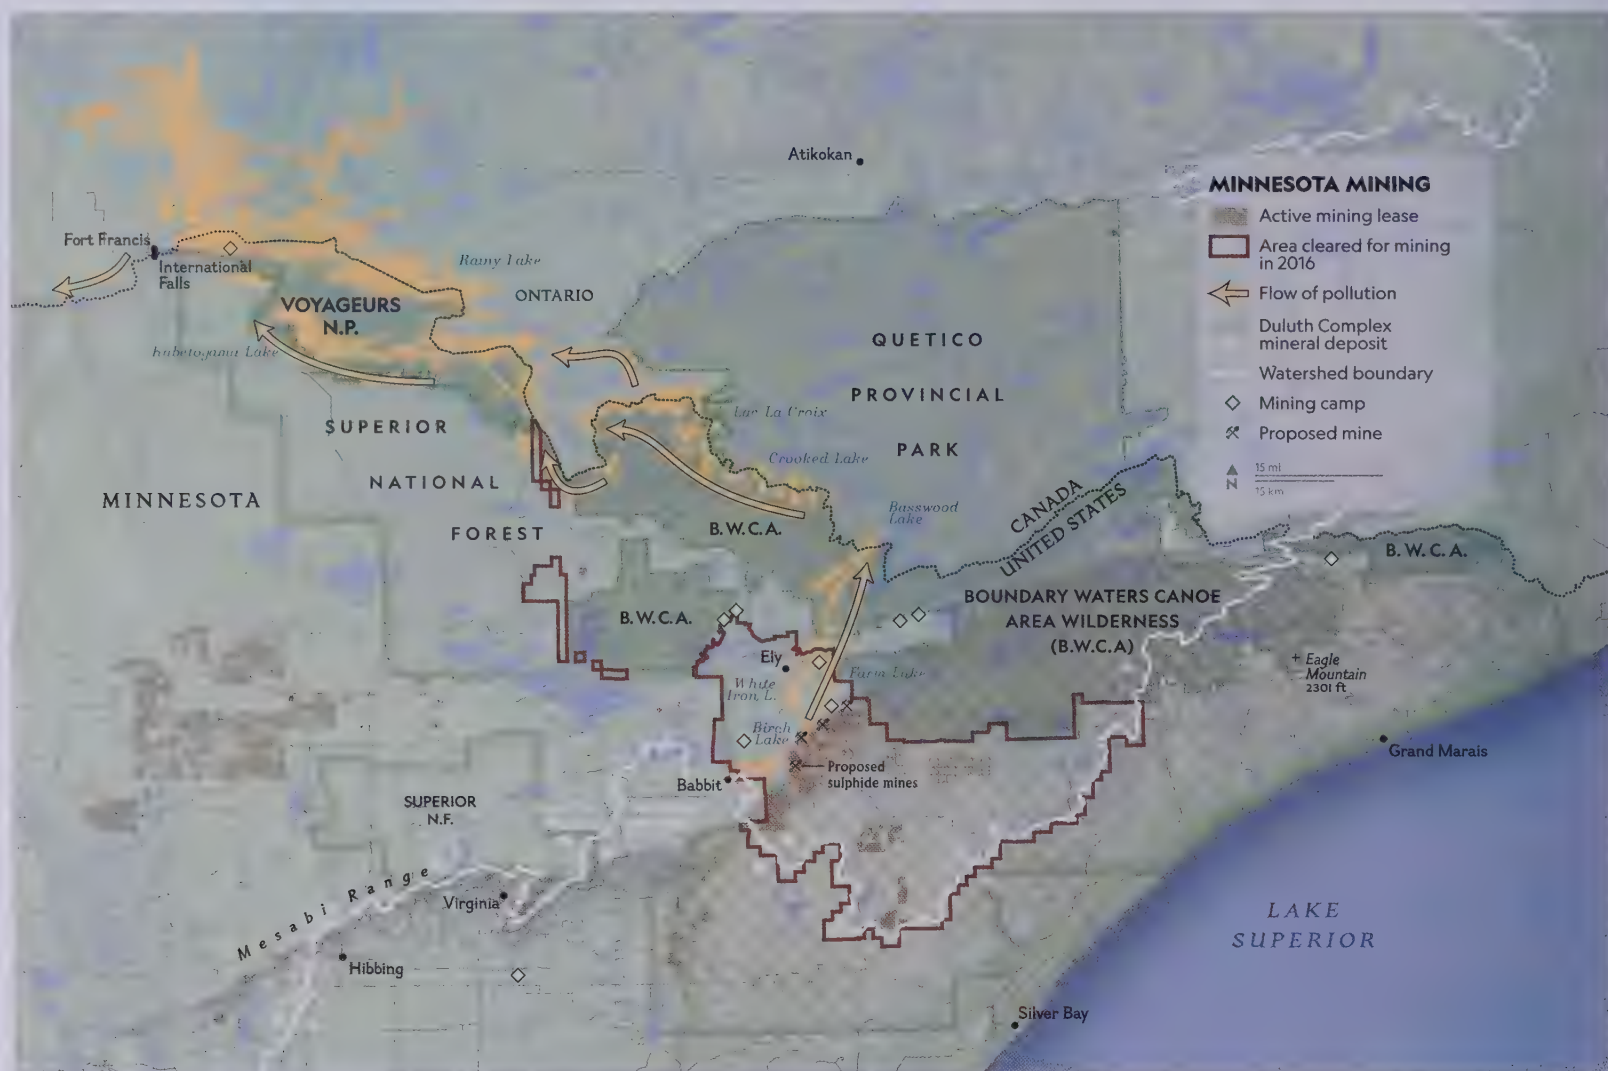 Atikokan
MINNESOTA MINING
Active mining lease
Area cleared for mining
in 2016
Flow of pollution
Duluth Complex
mineral deposit
Watershed boundary
Mining camp
Proposed mine
N
15 mi
15 km
Fort Francis
International
Falls
Rainy Lake
ONTARIO
VOYAGEURS
N.P.
Kabetogama Lake
QUETICO
PROVINCIAL
PARK
Lac La Croix
Crooked Lake
Basswood
Lake
SUPERIOR
NATIONAL
FOREST
MINNESOTA
B.W.C.A.
CANADA
UNITED STATES
B.W.C.A.
BOUNDARY WATERS CANOE
AREA WILDERNESS
(B.W.C.A)
B.W.C.A.
Ely
White
Iron L.
Farm Lake
Birch
Lake
Proposed
sulphide mines
Babbit
Eagle
Mountain
2301 ft
Grand Marais
SUPERIOR
N.F.
Mesabi Range
Virginia
Hibbing
LAKE
SUPERIOR
Silver Bay